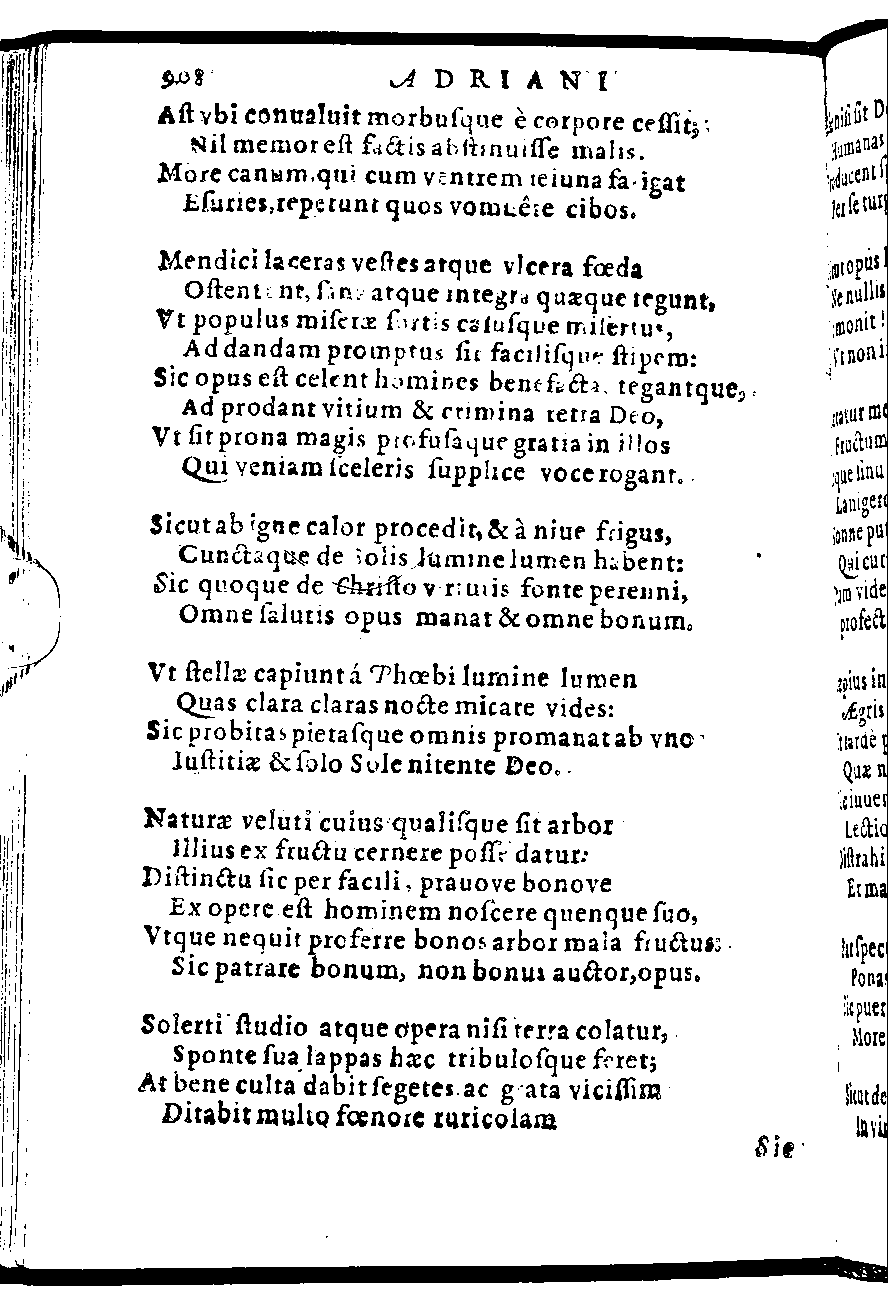 908 ADRIANI
Aſt vbi conualuit morbuſque è corpore ceſſit;
Nil memor eſt factis abſtinuiſſe malis.
More canum, qui cum ventrem ieiuna fatigat
Eſuries, repetunt quos vomuêre cibos.
Mendici laceras veſtes atque vlcera fœda
Oſtentant, ſana atque integra quæque tegunt,
Vt populus miſeræ ſortis caſuſque miſertus,
Ad dandam promptus ſit faciliſque ſtipem:
Sic opus eſt celent homines benefacta, tegantque,
Ad prodant vitium & crimina tetra Deo,
Vt ſit prona magis profuſaque gratia in illos
Qui veniam ſceleris ſupplice voce rogant.
Sicut ab igne calor procedit, & à niue frigus,
Cunctaque de Solis lumine lumen habent:
Sic quoque de Chriſto virtutis fonte perenni,
Omne ſalutis opus manat & omne bonum.
Vt ſtellæ capiunt á Phœbi lumine lumen
Quas clara claras nocte micare vides:
Sic probitas pietaſque omnis promanat ab vno
Iuſtitiæ & ſolo Sole nitente Deo.
Naturæ veluti cuius qualiſque ſit arbor
Illius ex fructu cernere poſſe datur:
Diſtinctu ſic per facili, prauove bonove
Ex opere eſt hominem noſcere quenque ſuo,
Vtque nequit proferre bonos arbor mala fructus:
Sic patrare bonum, non bonus auctor, opus.
Solerti ſtudio atque opera niſi terra colatur,
Sponte ſua lappas hæc tribuloſque feret;
At bene culta dabit ſegetes ac grata viciſſim
Ditabit multo fœnore ruricolam
Sic